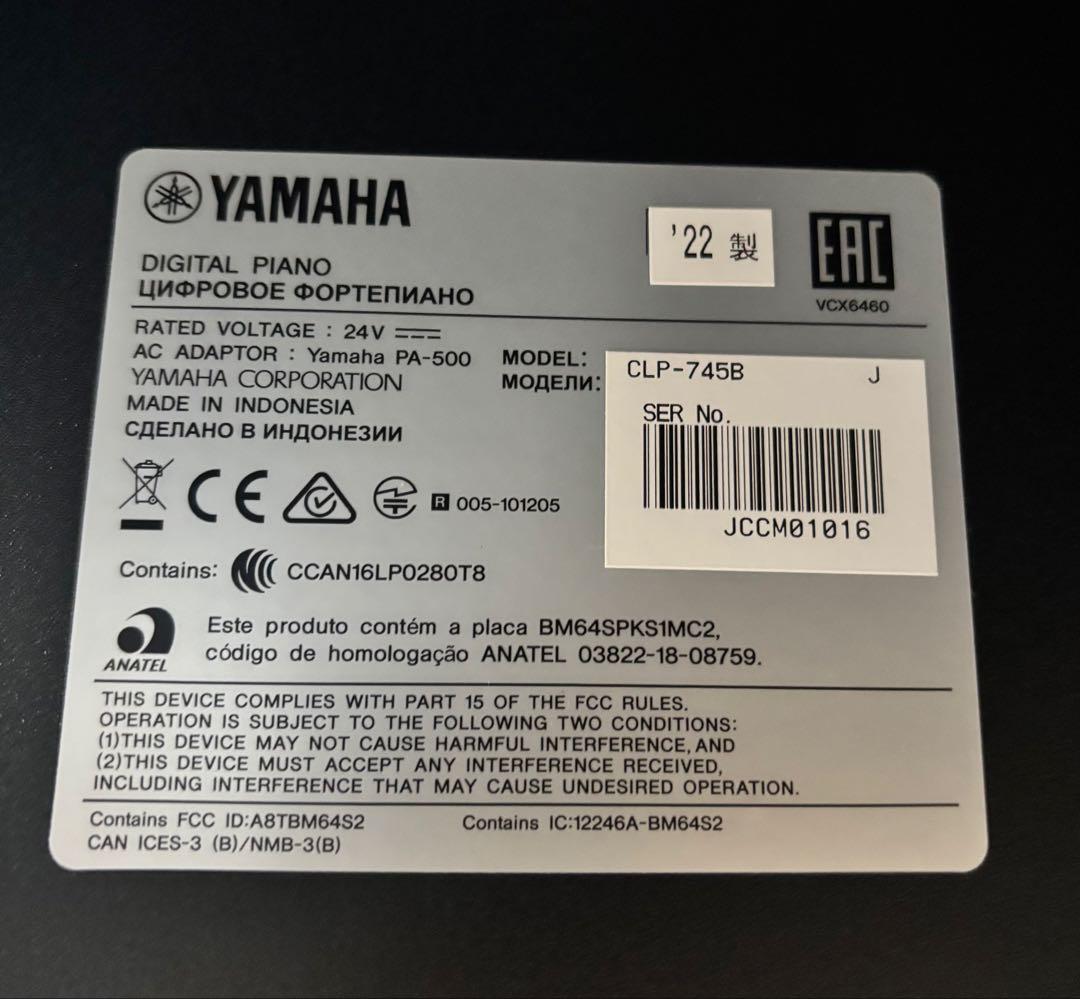 YAMAHA
'22 製
EAC
VCX6460
DIGITAL PIANO
ЦИФРОВОЕ ФОРТЕПИАНО
RATED VOLTAGE : 24V
AC ADAPTOR : Yamaha PA-500
YAMAHA CORPORATION
MADE IN INDONESIA
СДЕЛАНО В ИНДОНЕЗИИ
MODEL:
МОДЕЛИ:
CLP-745B J
SER No.
JCCM01016
CE
R 005-101205
Contains: CCAN16LP0280T8
ANATEL
Este produto contém a placa BM64SPKS1MC2,
código de homologação ANATEL 03822-18-08759.
THIS DEVICE COMPLIES WITH PART 15 OF THE FCC RULES.
OPERATION IS SUBJECT TO THE FOLLOWING TWO CONDITIONS:
(1)THIS DEVICE MAY NOT CAUSE HARMFUL INTERFERENCE, AND
(2)THIS DEVICE MUST ACCEPT ANY INTERFERENCE RECEIVED,
INCLUDING INTERFERENCE THAT MAY CAUSE UNDESIRED OPERATION.
Contains FCC ID:A8TBM64S2 Contains IC:12246A-BM64S2
CAN ICES-3 (B)/NMB-3(B)